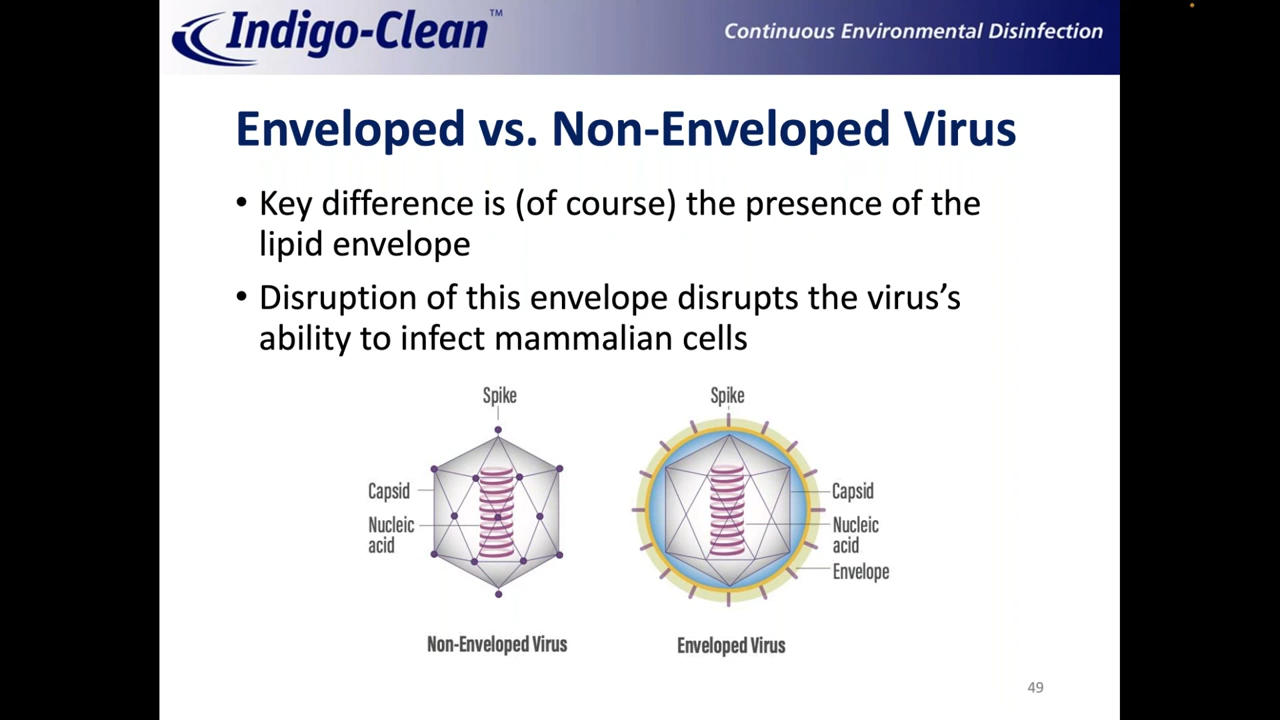 Indigo-Clean™
Continuous Environmental Disinfection
Enveloped vs. Non-Enveloped Virus
• Key difference is (of course) the presence of the
lipid envelope
• Disruption of this envelope disrupts the virus’s
ability to infect mammalian cells
Spike
Capsid
Nucleic
acid
Non-Enveloped Virus
Spike
Capsid
Nucleic
acid
Envelope
Enveloped Virus
49